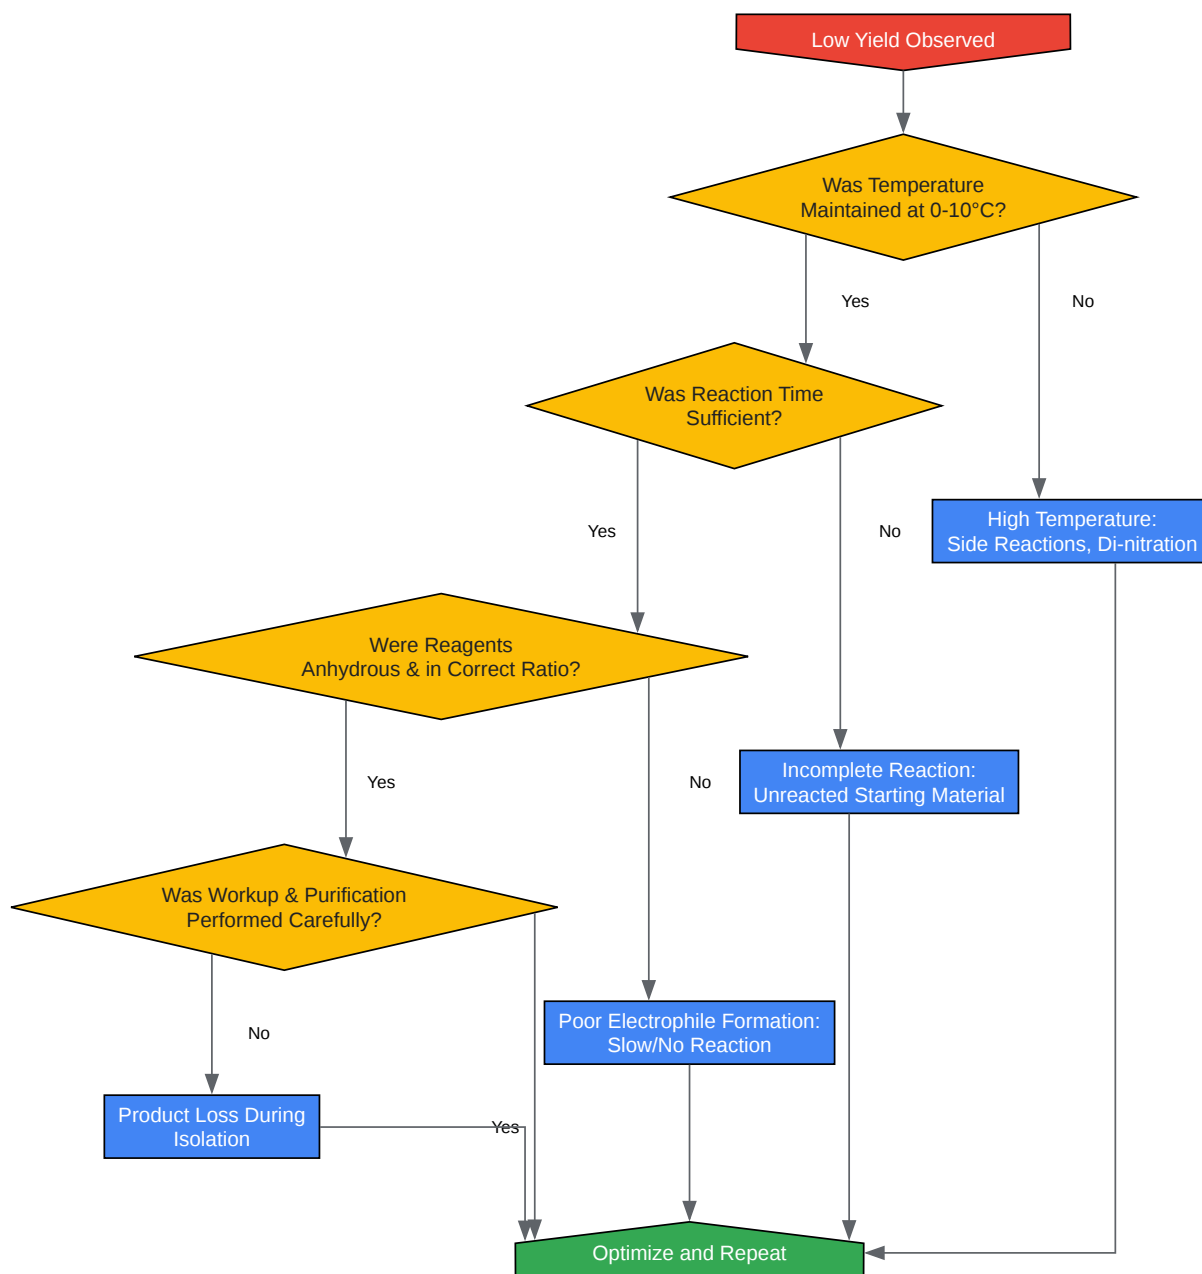 Low Yield Observed
Was Temperature
Maintained at 0-10°C?
Yes
No
Was Reaction Time
Sufficient?
Yes
No
High Temperature:
Side Reactions, Di-nitration
Were Reagents
Anhydrous & in Correct Ratio?
Yes
No
Incomplete Reaction:
Unreacted Starting Material
Was Workup & Purification
Performed Carefully?
No
Poor Electrophile Formation:
Slow/No Reaction
Product Loss During
Isolation
Yes
Optimize and Repeat